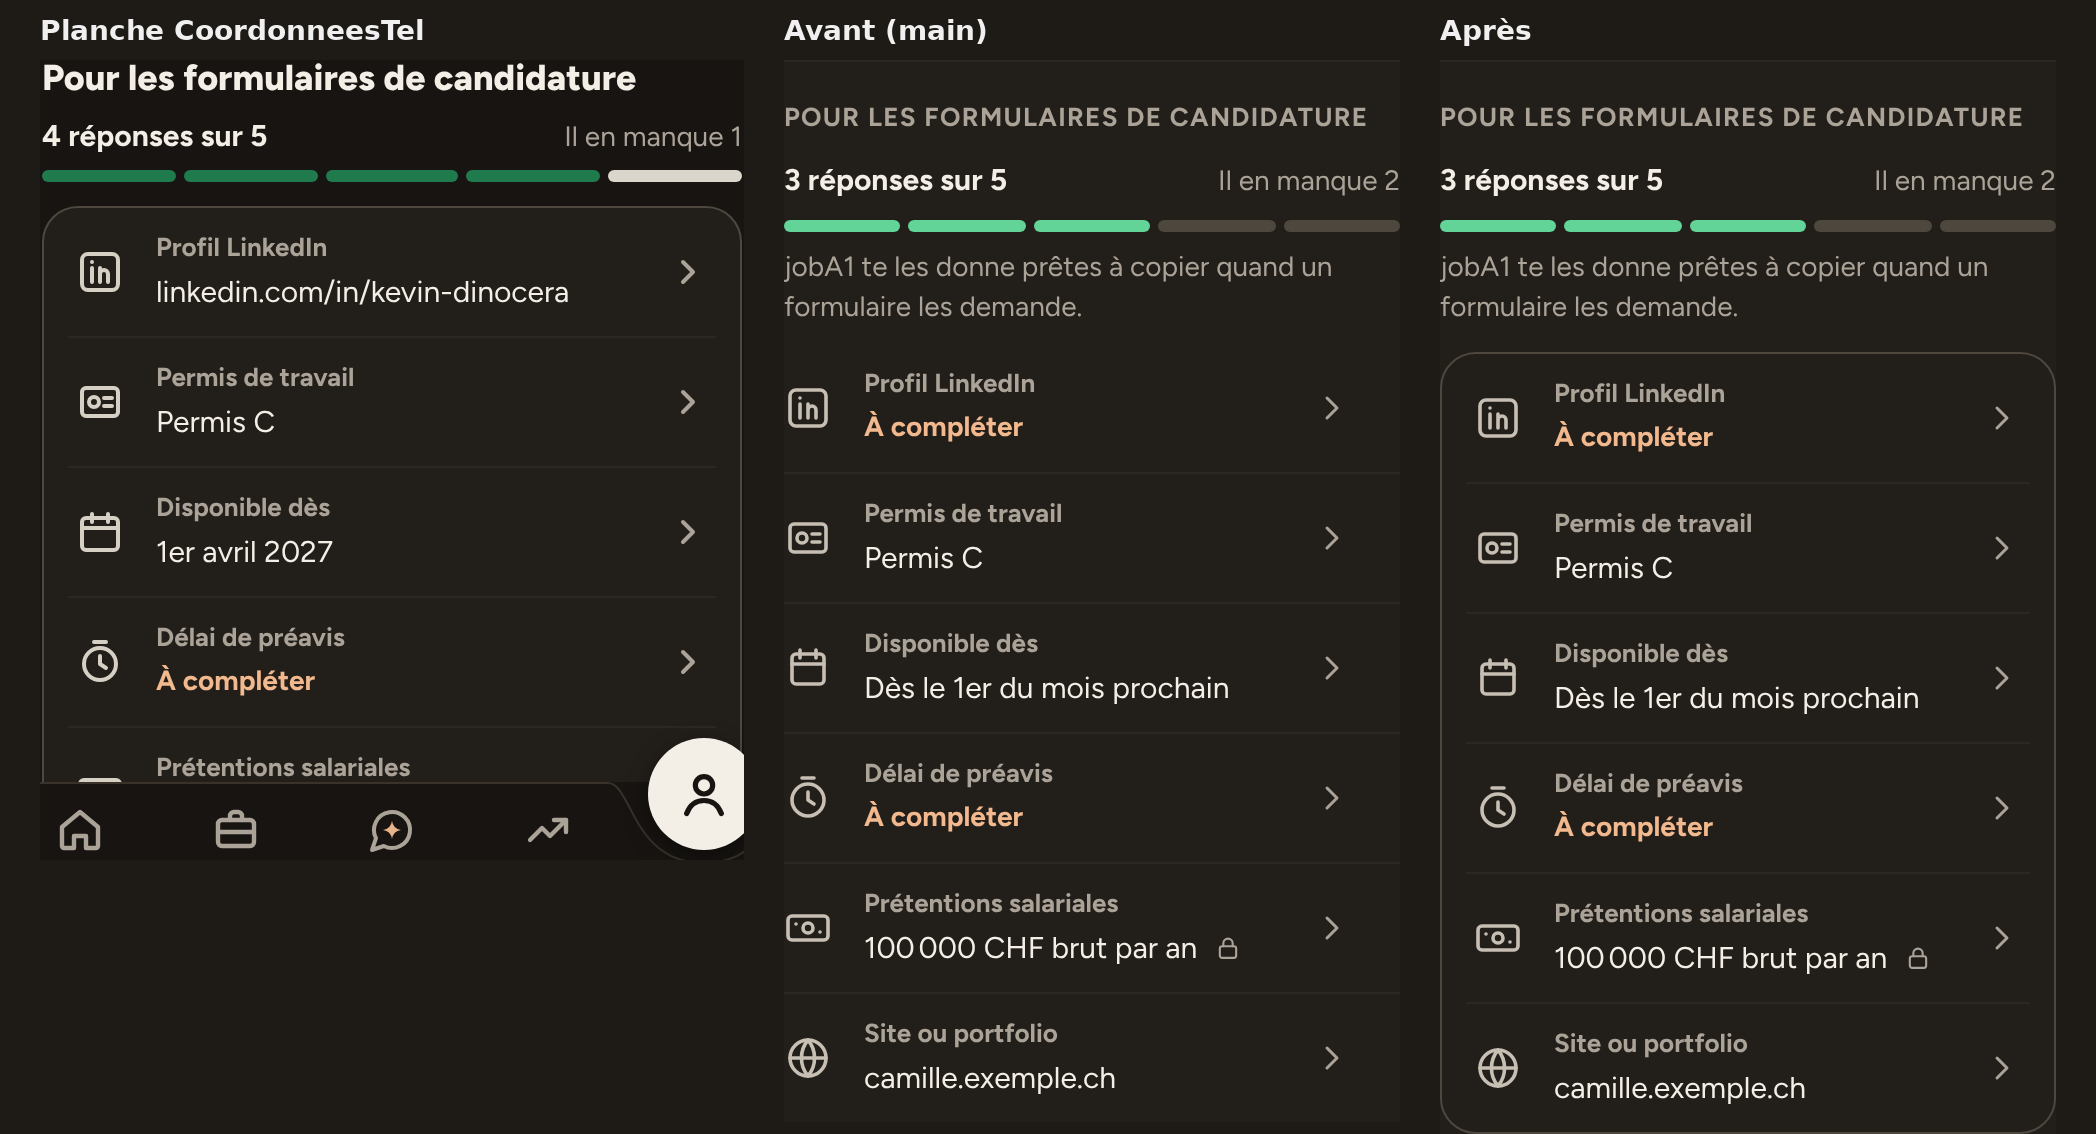 Planche CoordonneesTel
Pour les formulaires de candidature
4 réponses sur 5
Il en manque 1
Profil LinkedIn
linkedin.com/in/kevin-dinocera
Permis de travail
Permis C
Disponible dès
1er avril 2027
Délai de préavis
À compléter
Prétentions salariales
Avant (main)
POUR LES FORMULAIRES DE CANDIDATURE
3 réponses sur 5
Il en manque 2
jobA1 te les donne prêtes à copier quand un
formulaire les demande.
Profil LinkedIn
À compléter
Permis de travail
Permis C
Disponible dès
Dès le 1er du mois prochain
Délai de préavis
À compléter
Prétentions salariales
100 000 CHF brut par an
Site ou portfolio
camille.exemple.ch
Après
POUR LES FORMULAIRES DE CANDIDATURE
3 réponses sur 5
Il en manque 2
jobA1 te les donne prêtes à copier quand un
formulaire les demande.
Profil LinkedIn
À compléter
Permis de travail
Permis C
Disponible dès
Dès le 1er du mois prochain
Délai de préavis
À compléter
Prétentions salariales
100 000 CHF brut par an
Site ou portfolio
camille.exemple.ch